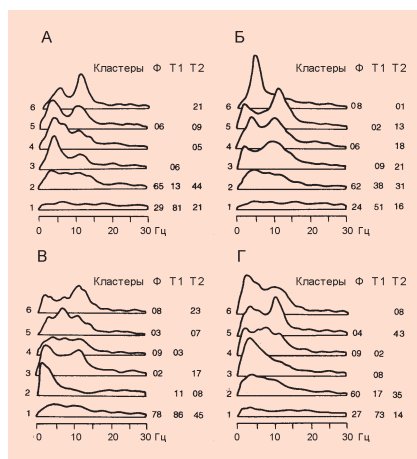 А
Кластеры Ф Т1 Т2
6 21
5 06 09
4 05
3 06
2 65 13 44
1 29 81 21
0 10 20 30 Гц
Б
Кластеры Ф Т1 Т2
6 08 01
5 02 13
4 06 18
3 09 21
2 62 38 31
1 24 51 16
0 10 20 30 Гц
В
Кластеры Ф Т1 Т2
6 08 23
5 03 07
4 09 03
3 02 17
2 11 08
1 78 86 45
0 10 20 30 Гц
Г
Кластеры Ф Т1 Т2
6 08
5 04 43
4 09 02
3 08
2 60 17 35
1 27 73 14
0 10 20 30 Гц